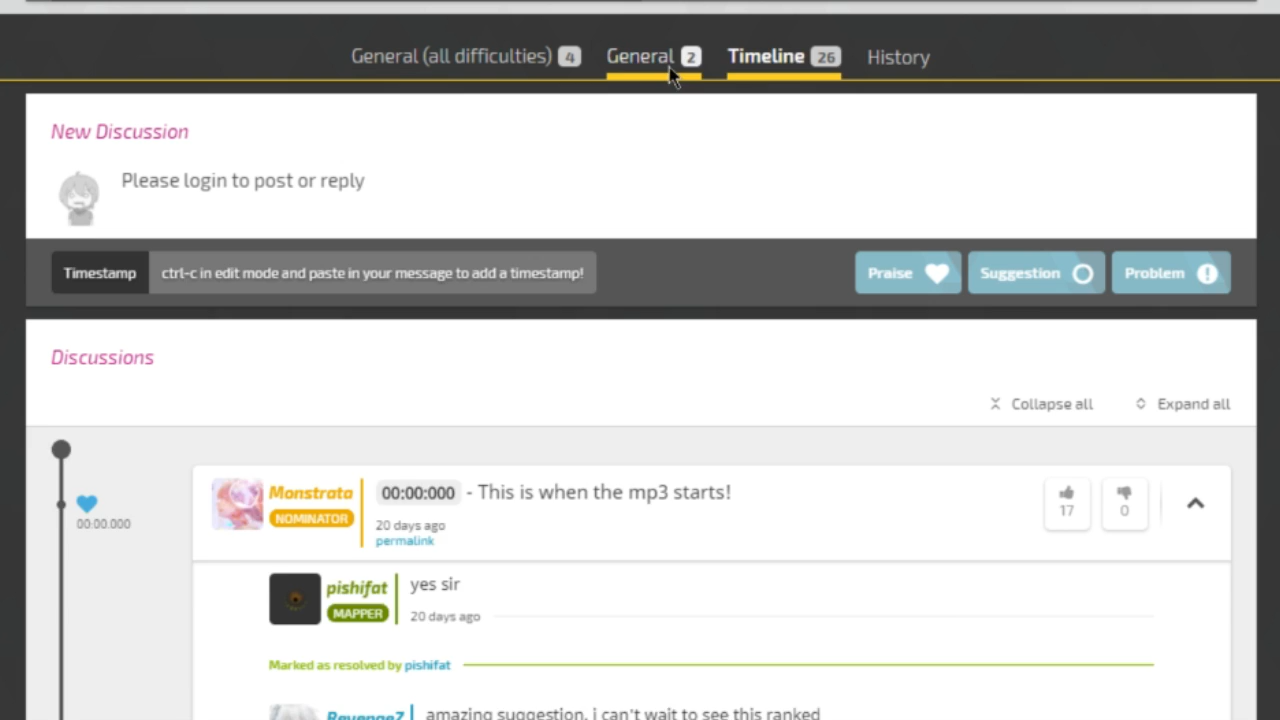 General (all difficulties) 4 General 2 Timeline 26 History
New Discussion
Please login to post or reply
Timestamp ctrl-c in edit mode and paste in your message to add a timestamp! Praise Suggestion Problem
Discussions
Collapse all Expand all
Monstrata 00:00:000 - This is when the mp3 starts!
NOMINATOR 17 0
00:00.000 20 days ago
permalink
pishifat yes sir
MAPPER 20 days ago
Marked as resolved by pishifat
RevengeZ amazing suggestion, i can't wait to see this ranked